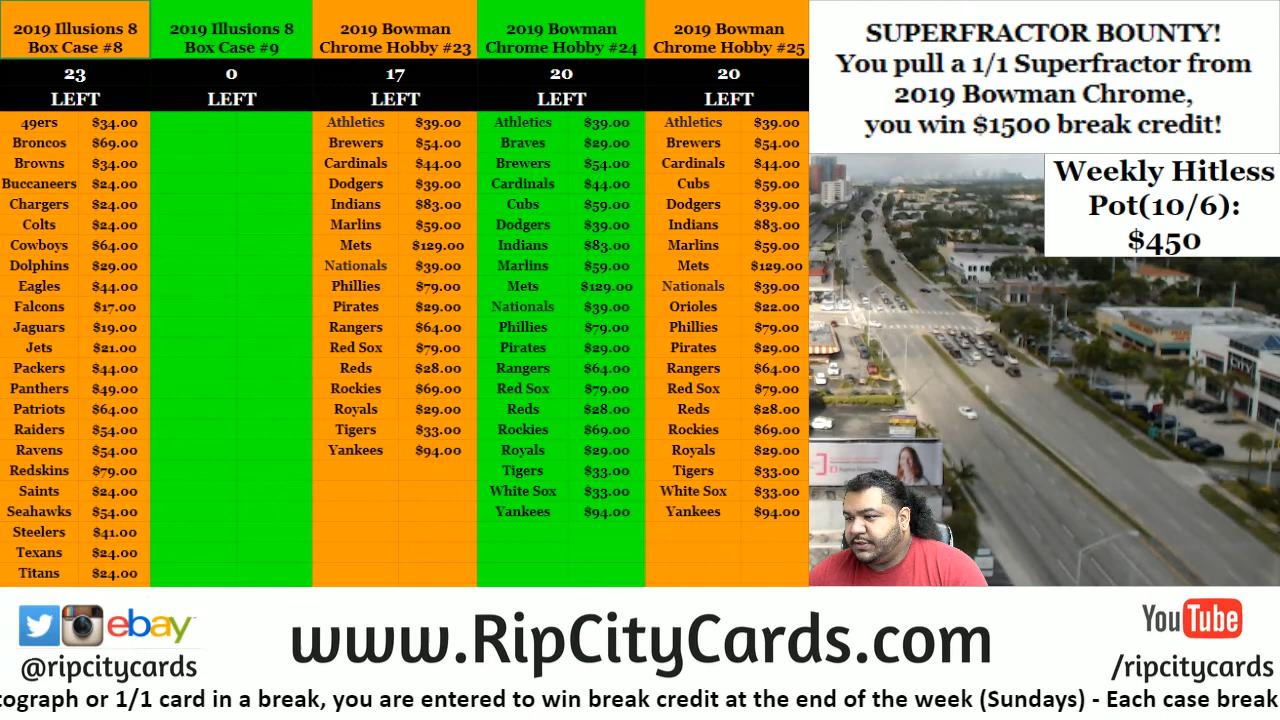 2019 Illusions 8
Box Case #8
2019 Illusions 8
Box Case #9
2019 Bowman
Chrome Hobby #23
2019 Bowman
Chrome Hobby #24
2019 Bowman
Chrome Hobby #25
23 0 17 20 20
LEFT LEFT LEFT LEFT LEFT
49ers $34.00 Athletics $39.00 Athletics $39.00 Athletics $39.00
Broncos $69.00 Brewers $54.00 Braves $29.00 Brewers $54.00
Browns $34.00 Cardinals $44.00 Brewers $54.00 Cardinals $44.00
Buccaneers $24.00 Dodgers $39.00 Cardinals $44.00 Cubs $59.00
Chargers $24.00 Indians $83.00 Cubs $59.00 Dodgers $39.00
Colts $24.00 Marlins $59.00 Dodgers $39.00 Indians $83.00
Cowboys $64.00 Mets $129.00 Indians $83.00 Marlins $59.00
Dolphins $29.00 Nationals $39.00 Marlins $59.00 Mets $129.00
Eagles $44.00 Phillies $79.00 Mets $129.00 Nationals $39.00
Falcons $17.00 Pirates $29.00 Nationals $39.00 Orioles $22.00
Jaguars $19.00 Rangers $64.00 Phillies $79.00 Phillies $79.00
Jets $21.00 Red Sox $79.00 Pirates $29.00 Pirates $29.00
Packers $44.00 Reds $28.00 Rangers $64.00 Rangers $64.00
Panthers $49.00 Rockies $69.00 Red Sox $79.00 Red Sox $79.00
Patriots $64.00 Royals $29.00 Reds $28.00 Reds $28.00
Raiders $54.00 Tigers $33.00 Rockies $69.00 Rockies $69.00
Ravens $54.00 Yankees $94.00 Royals $29.00 Royals $29.00
Redskins $79.00 Tigers $33.00 Tigers $33.00
Saints $24.00 White Sox $33.00 White Sox $33.00
Seahawks $54.00 Yankees $94.00 Yankees $94.00
Steelers $41.00
Texans $24.00
Titans $24.00
SUPERFRACTOR BOUNTY!
You pull a 1/1 Superfractor from
2019 Bowman Chrome,
you win $1500 break credit!
Weekly Hitless
Pot(10/6):
$450
CITY
ebay
@ripcitycards
www.RipCityCards.com
YouTube
/ripcitycards
tograph or 1/1 card in a break, you are entered to win break credit at the end of the week (Sundays) - Each case break